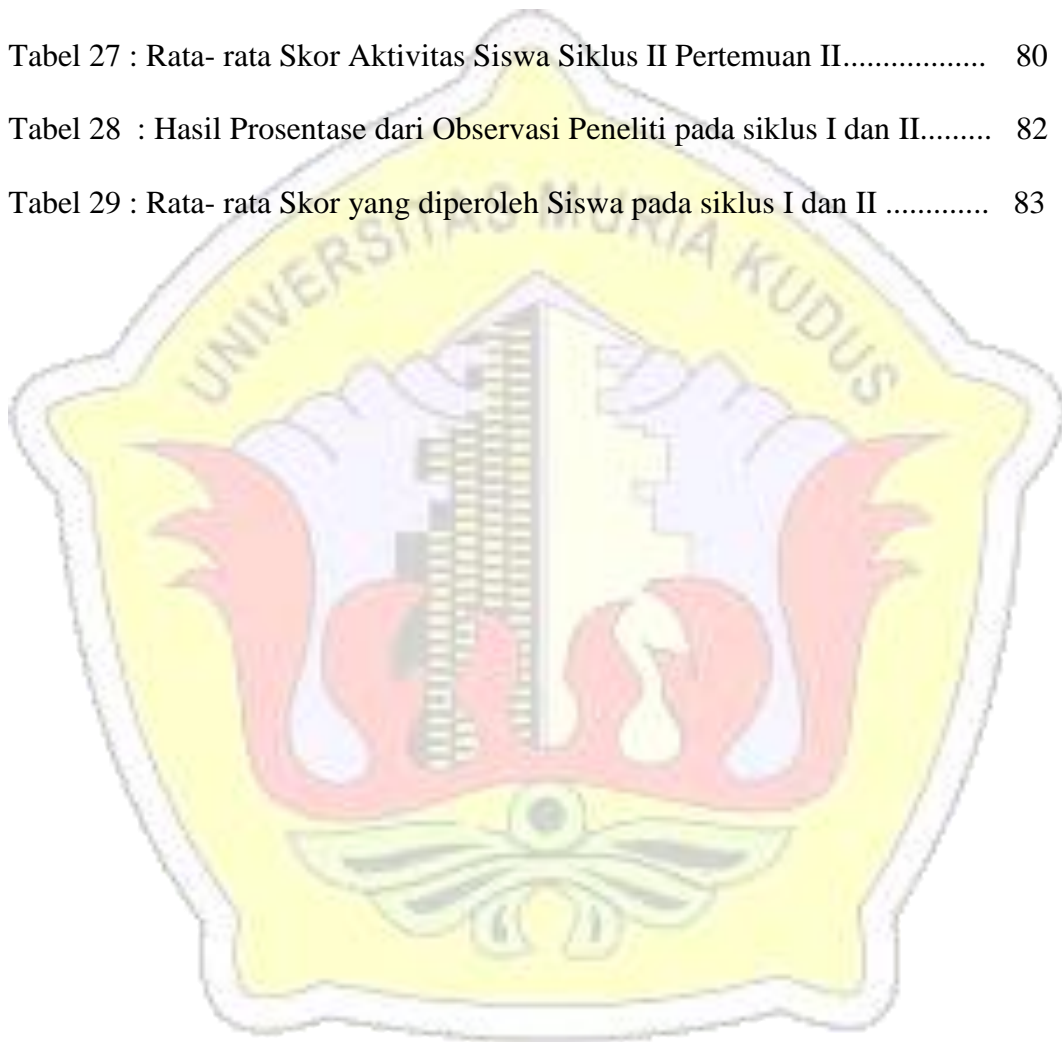 Tabel 27 : Rata- rata Skor Aktivitas Siswa Siklus II Pertemuan II.................. 80
Tabel 28 : Hasil Prosentase dari Observasi Peneliti pada siklus I dan II......... 82
Tabel 29 : Rata- rata Skor yang diperoleh Siswa pada siklus I dan II ............. 83
UNIVERSITAS MURIA KUDUS